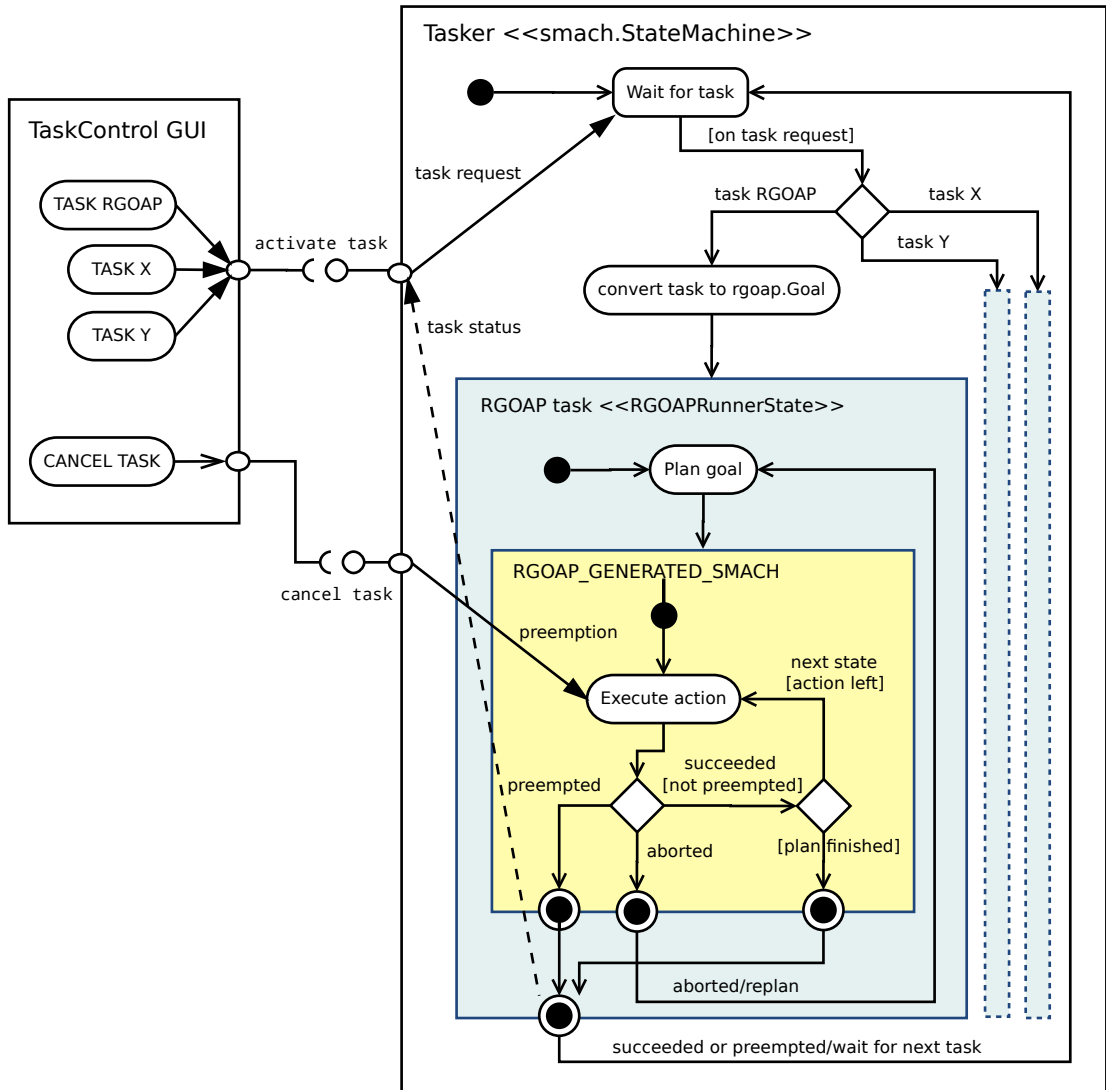 Tasker <<smach.StateMachine>>
Wait for task
TaskControl GUI
[on task request]
task request
TASK RGOAP
task RGOAP
task X
task Y
activate task
TASK X
convert task to rgoap.Goal
TASK Y
task status
RGOAP task <<RGOAPRunnerState>>
CANCEL TASK
Plan goal
RGOAP_GENERATED_SMACH
cancel task
preemption
next state
[action left]
Execute action
succeeded
preempted
[not preempted]
aborted
[plan finished]
aborted/replan
succeeded or preempted/wait for next task